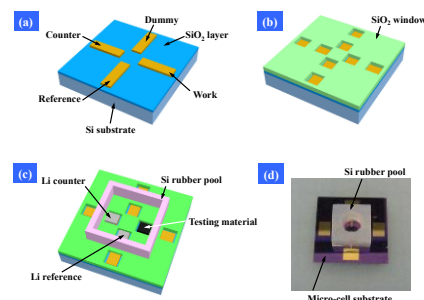 (a)
Dummy
Counter
SiO2 layer
Reference
Work
Si substrate
(b)
SiO2 window
(c)
Si rubber pool
Li counter
Testing material
Li reference
(d)
Si rubber pool
Micro-cell substrate